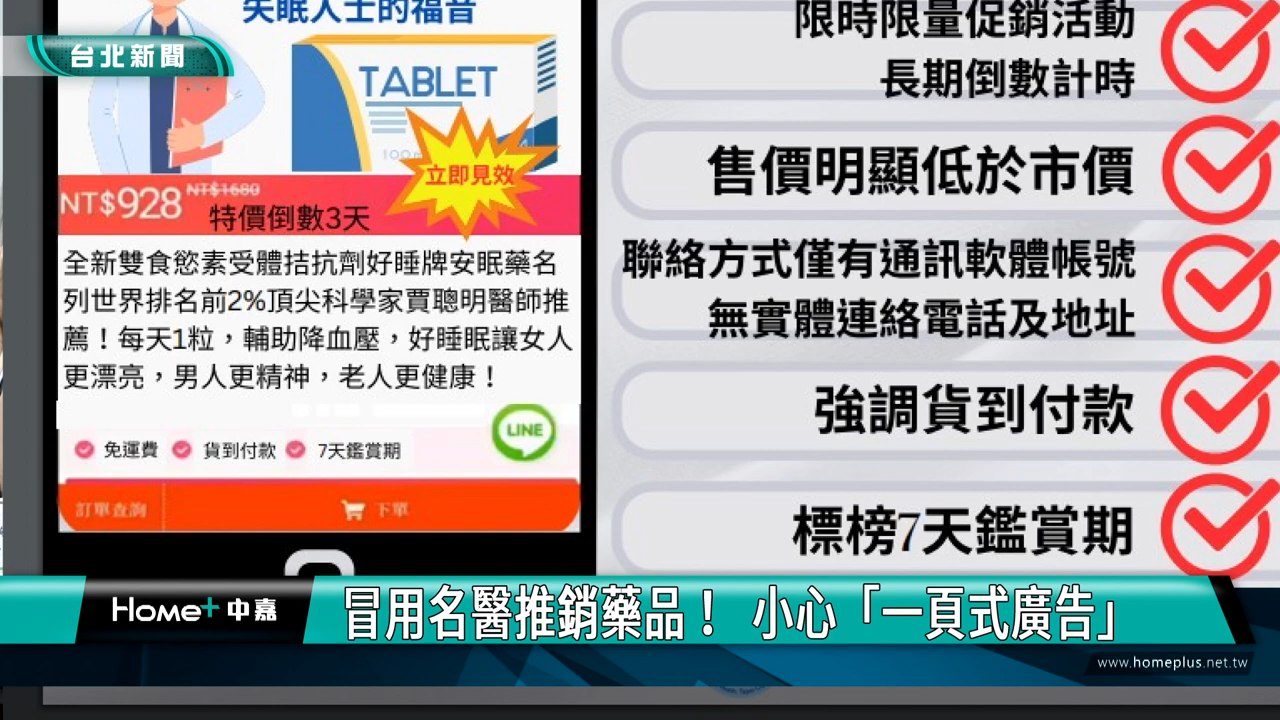 失眠人士的福音
台北新聞
TABLET
立即見效
NT$928 NT$1680
特價倒數3天
全新雙食慾素受體拮抗劑好睡牌安眠藥名
列世界排名前2%頂尖科學家賈聰明醫師推
薦！每天1粒，輔助降血壓，好睡眠讓女人
更漂亮，男人更精神，老人更健康！
LINE
免運費 貨到付款 7天鑑賞期
訂單查詢 下單
限時限量促銷活動
長期倒數計時
售價明顯低於市價
聯絡方式僅有通訊軟體帳號
無實體連絡電話及地址
強調貨到付款
標榜7天鑑賞期
Home+中嘉
冒用名醫推銷藥品！ 小心「一頁式廣告」
www.homeplus.net.tw